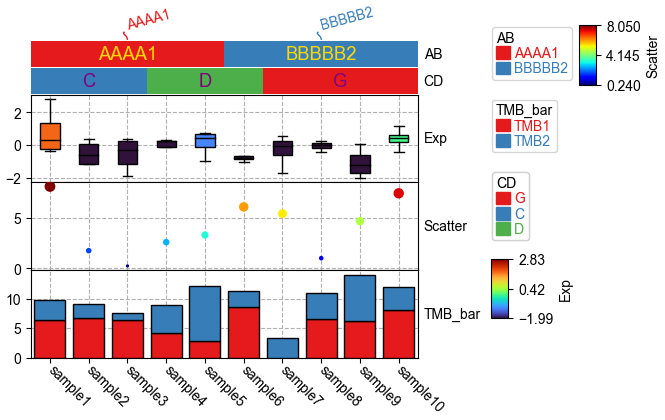 AAAA1
BBBBB2
AAAA1 BBBBB2 AB
C D G CD
2
0
−2
Exp
5
0
Scatter
10
5
0
TMB_bar
sample1 sample2 sample3 sample4 sample5 sample6 sample7 sample8 sample9 sample10
AB
AAAA1
BBBBB2
8.050
4.145
0.240
Scatter
TMB_bar
TMB1
TMB2
CD
G
C
D
2.83
0.42
−1.99
Exp